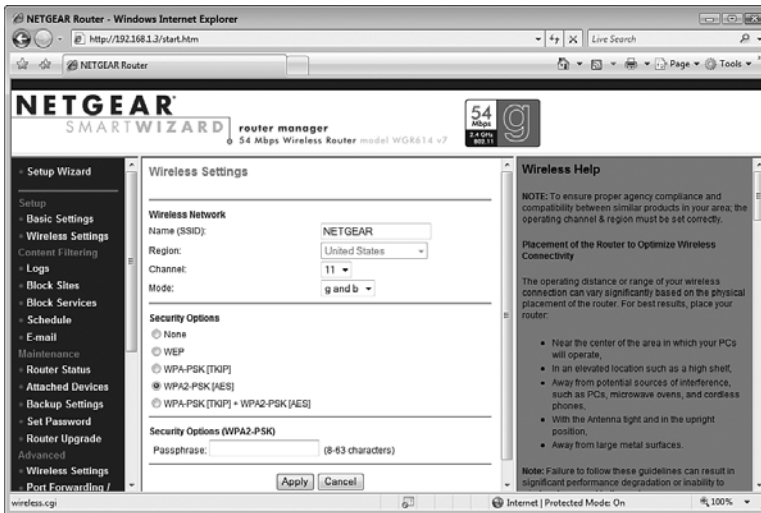 NETGEAR Router - Windows Internet Explorer
http://192.168.1.3/start.htm
Live Search
NETGEAR Router
Page
Tools
NETGEAR
SMARTWIZARD
router manager
54 Mbps Wireless Router model WGR614 v7
54
Mbps
2.4 GHz
802.11
g
Setup Wizard
Setup
Basic Settings
Wireless Settings
Content Filtering
Logs
Block Sites
Block Services
Schedule
E-mail
Maintenance
Router Status
Attached Devices
Backup Settings
Set Password
Router Upgrade
Advanced
Wireless Settings
Port Forwarding /
Wireless Settings
Wireless Network
Name (SSID): NETGEAR
Region: United States
Channel: 11
Mode: g and b
Security Options
None
WEP
WPA-PSK [TKIP]
WPA2-PSK [AES]
WPA-PSK [TKIP] + WPA2-PSK [AES]
Security Options (WPA2-PSK)
Passphrase: (8-63 characters)
Apply Cancel
Wireless Help
NOTE: To ensure proper agency compliance and
compatibility between similar products in your area; the
operating channel & region must be set correctly.
Placement of the Router to Optimize Wireless
Connectivity
The operating distance or range of your wireless
connection can vary significantly based on the physical
placement of the router. For best results, place your
router:
Near the center of the area in which your PCs
will operate,
In an elevated location such as a high shelf,
Away from potential sources of interference,
such as PCs, microwave ovens, and cordless
phones,
With the Antenna tight and in the upright
position,
Away from large metal surfaces.
Note: Failure to follow these guidelines can result in
significant performance degradation or inability to
wireless.cgi
Internet | Protected Mode: On
100%